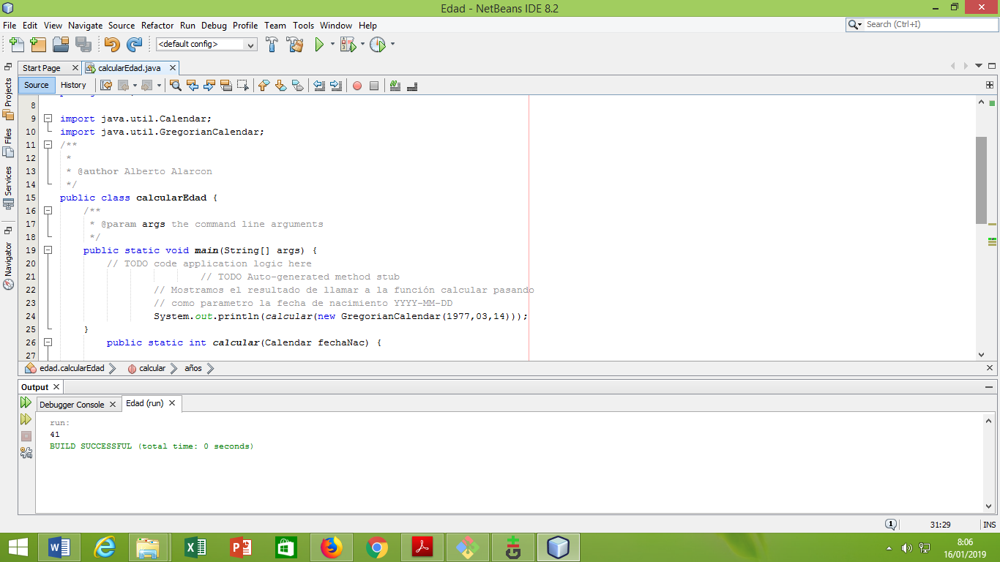 Edad - NetBeans IDE 8.2
File Edit View Navigate Source Refactor Run Debug Profile Team Tools Window Help
Search (Ctrl+I)
<default config>
Start Page
calcularEdad.java
Source History
Projects
Files
Services
Navigator
8
9 import java.util.Calendar;
10 import java.util.GregorianCalendar;
11 /**
12 *
13 * @author Alberto Alarcon
14 */
15 public class calcularEdad {
16 /**
17 * @param args the command line arguments
18 */
19 public static void main(String[] args) {
20 // TODO code application logic here
21 // TODO Auto-generated method stub
22 // Mostramos el resultado de llamar a la función calcular pasando
23 // como parametro la fecha de nacimiento YYYY-MM-DD
24 System.out.println(calcular(new GregorianCalendar(1977,03,14)));
25 }
26 public static int calcular(Calendar fechaNac) {
27
edad.calcularEdad calcular años
Output
Debugger Console Edad (run)
run:
41
BUILD SUCCESSFUL (total time: 0 seconds)
1 31:29 INS
8:06
16/01/2019